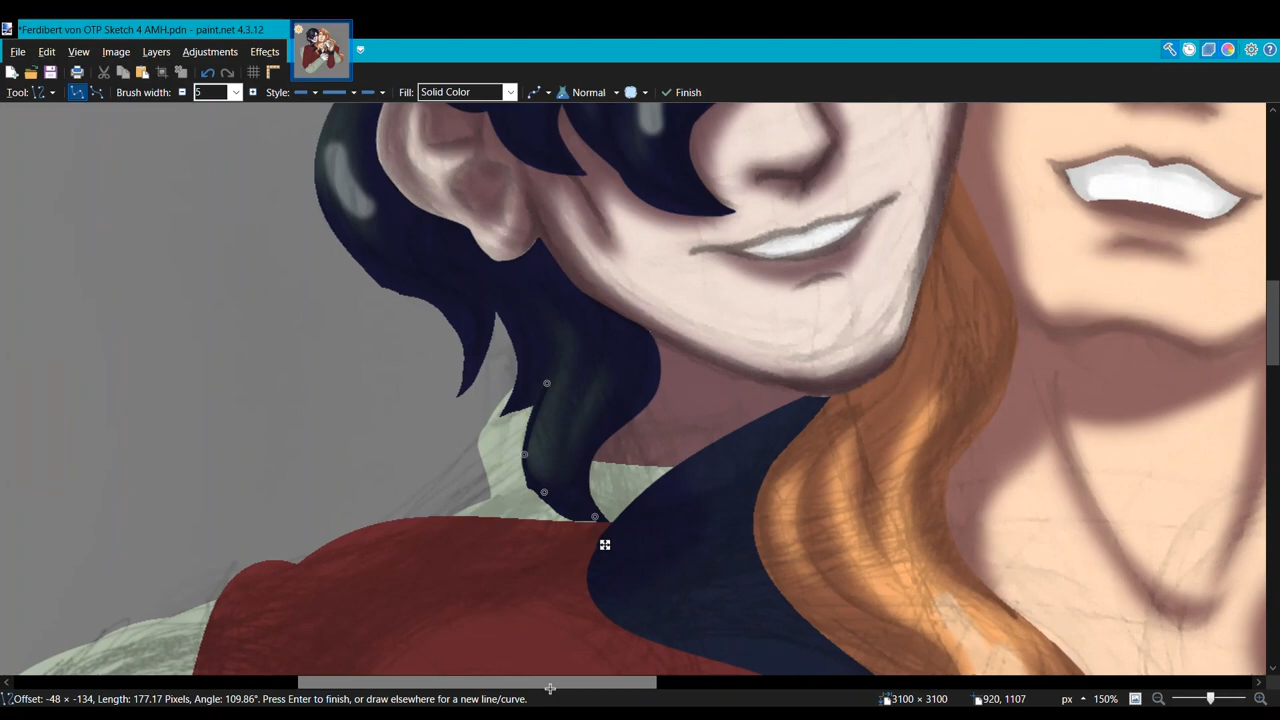 *Ferdibert von OTP Sketch 4 AMH.pdn - paint.net 4.3.12
File Edit View Image Layers Adjustments Effects
Tool: Brush width: 5 Style: Fill: Solid Color Normal Finish
Offset: -48 × -134, Length: 177.17 Pixels, Angle: 109.86°. Press Enter to finish, or draw elsewhere for a new line/curve. 3100 × 3100 920, 1107 px 150%